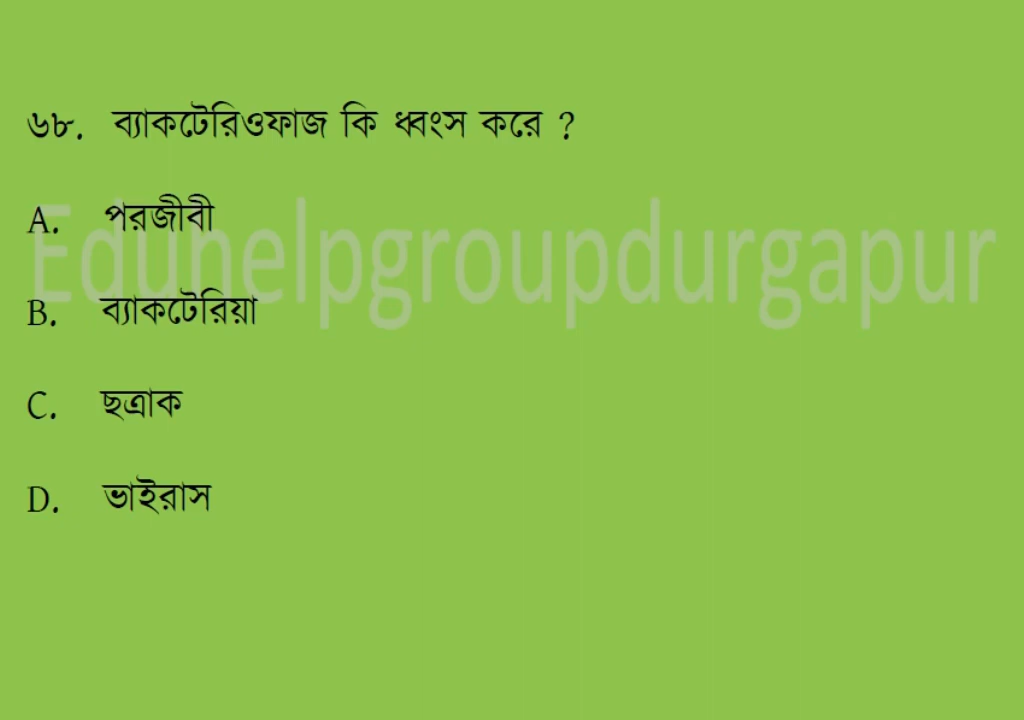 ৬৮. ব্যাকটেরিওফাজ কি ধ্বংস করে ?
A. পরজীবী
Eduhelpgroupdurgapur
B. ব্যাকটেরিয়া
C. ছত্রাক
D. ভাইরাস